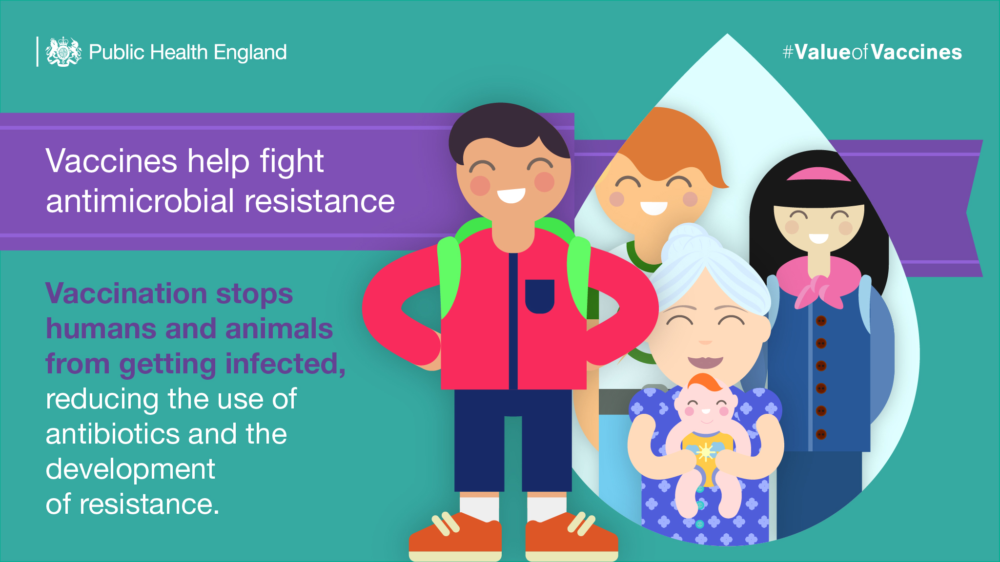 Public Health England
#ValueofVaccines
Vaccines help fight
antimicrobial resistance
Vaccination stops
humans and animals
from getting infected,
reducing the use of
antibiotics and the
development
of resistance.